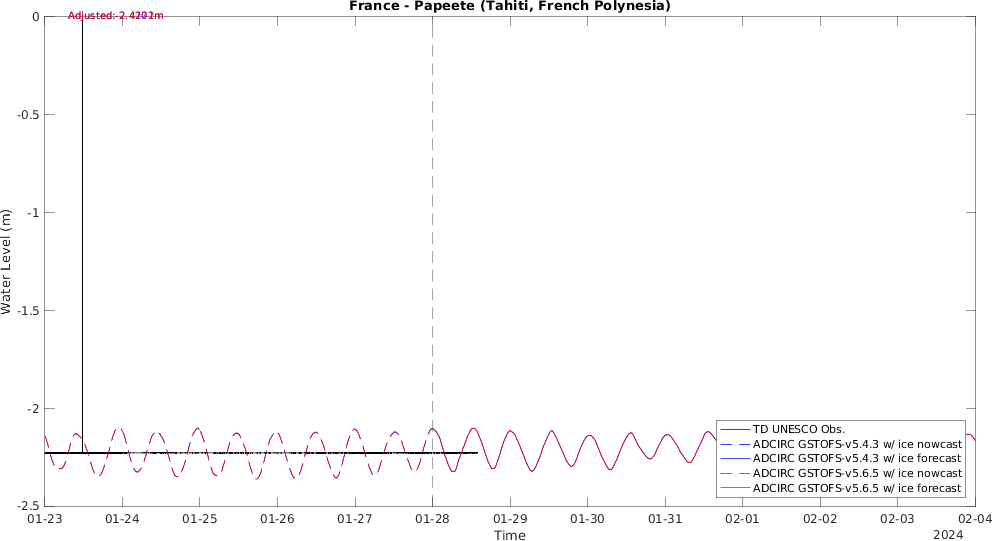 France - Papeete (Tahiti, French Polynesia)
Adjusted:
0
-0.5
-1
-1.5
-2
-2.5
Water Level (m)
TD UNESCO Obs.
ADCIRC GSTOFS-v5.4.3 w/ ice nowcast
ADCIRC GSTOFS-v5.4.3 w/ ice forecast
ADCIRC GSTOFS-v5.6.5 w/ ice nowcast
ADCIRC GSTOFS-v5.6.5 w/ ice forecast
01-23 01-24 01-25 01-26 01-27 01-28 01-29 01-30 01-31 02-01 02-02 02-03 02-04
Time
2024